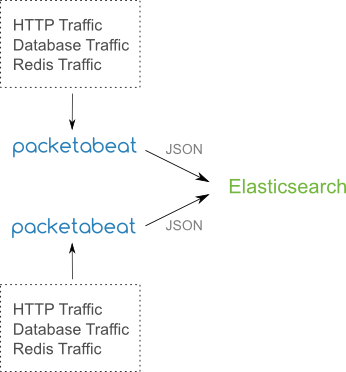 HTTP Traffic
Database Traffic
Redis Traffic
packetabeat
JSON
Elasticsearch
packetabeat
JSON
HTTP Traffic
Database Traffic
Redis Traffic